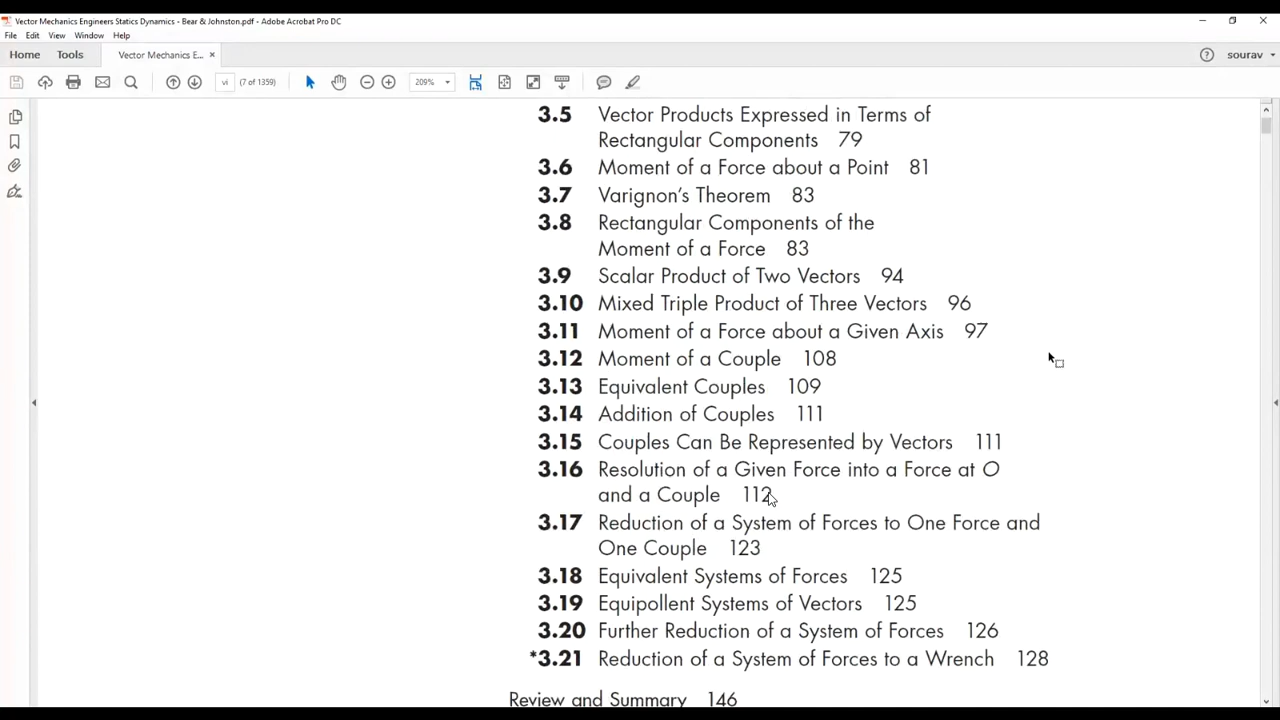 Vector Mechanics Engineers Statics Dynamics - Bear & Johnston.pdf - Adobe Acrobat Pro DC
File Edit View Window Help
Home Tools Vector Mechanics E... × sourav
vi (7 of 1359) 209%
3.5 Vector Products Expressed in Terms of
Rectangular Components 79
3.6 Moment of a Force about a Point 81
3.7 Varignon's Theorem 83
3.8 Rectangular Components of the
Moment of a Force 83
3.9 Scalar Product of Two Vectors 94
3.10 Mixed Triple Product of Three Vectors 96
3.11 Moment of a Force about a Given Axis 97
3.12 Moment of a Couple 108
3.13 Equivalent Couples 109
3.14 Addition of Couples 111
3.15 Couples Can Be Represented by Vectors 111
3.16 Resolution of a Given Force into a Force at O
and a Couple 112
3.17 Reduction of a System of Forces to One Force and
One Couple 123
3.18 Equivalent Systems of Forces 125
3.19 Equipollent Systems of Vectors 125
3.20 Further Reduction of a System of Forces 126
*3.21 Reduction of a System of Forces to a Wrench 128
Review and Summary 146